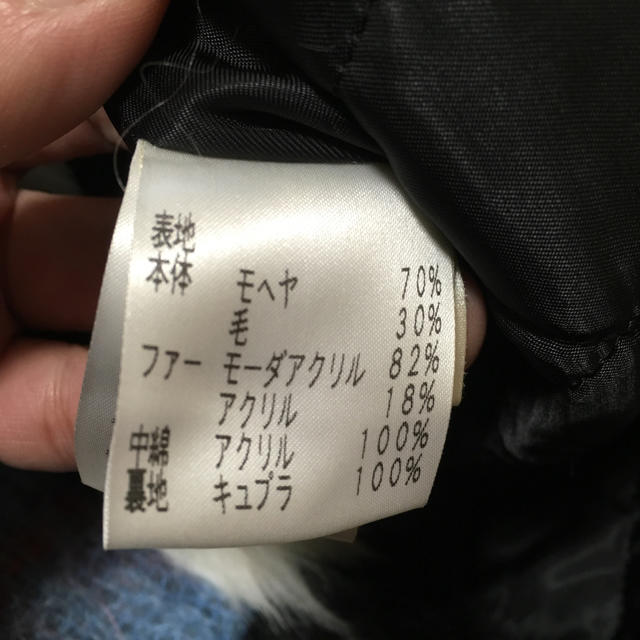 表地
本体 モヘヤ 70%
毛 30%
ファー モーダアクリル 82%
アクリル 18%
中綿 アクリル 100%
裏地 キュプラ 100%